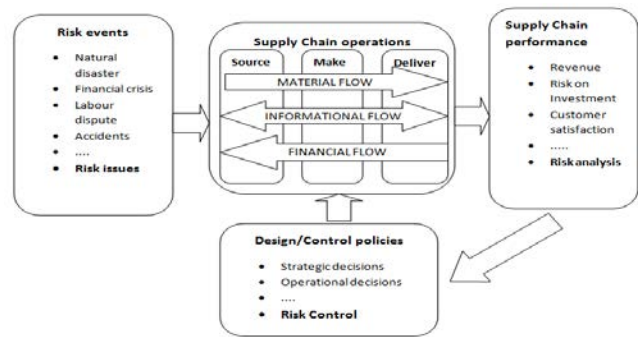 Risk events
• Natural
disaster
• Financial crisis
• Labour
dispute
• Accidents
• ....
• Risk issues
Supply Chain operations
Source Make Deliver
MATERIAL FLOW
INFORMATIONAL FLOW
FINANCIAL FLOW
Supply Chain
performance
• Revenue
• Risk on
Investment
• Customer
satisfaction
• .....
• Risk analysis
Design/Control policies
• Strategic decisions
• Operational decisions
• ....
• Risk Control